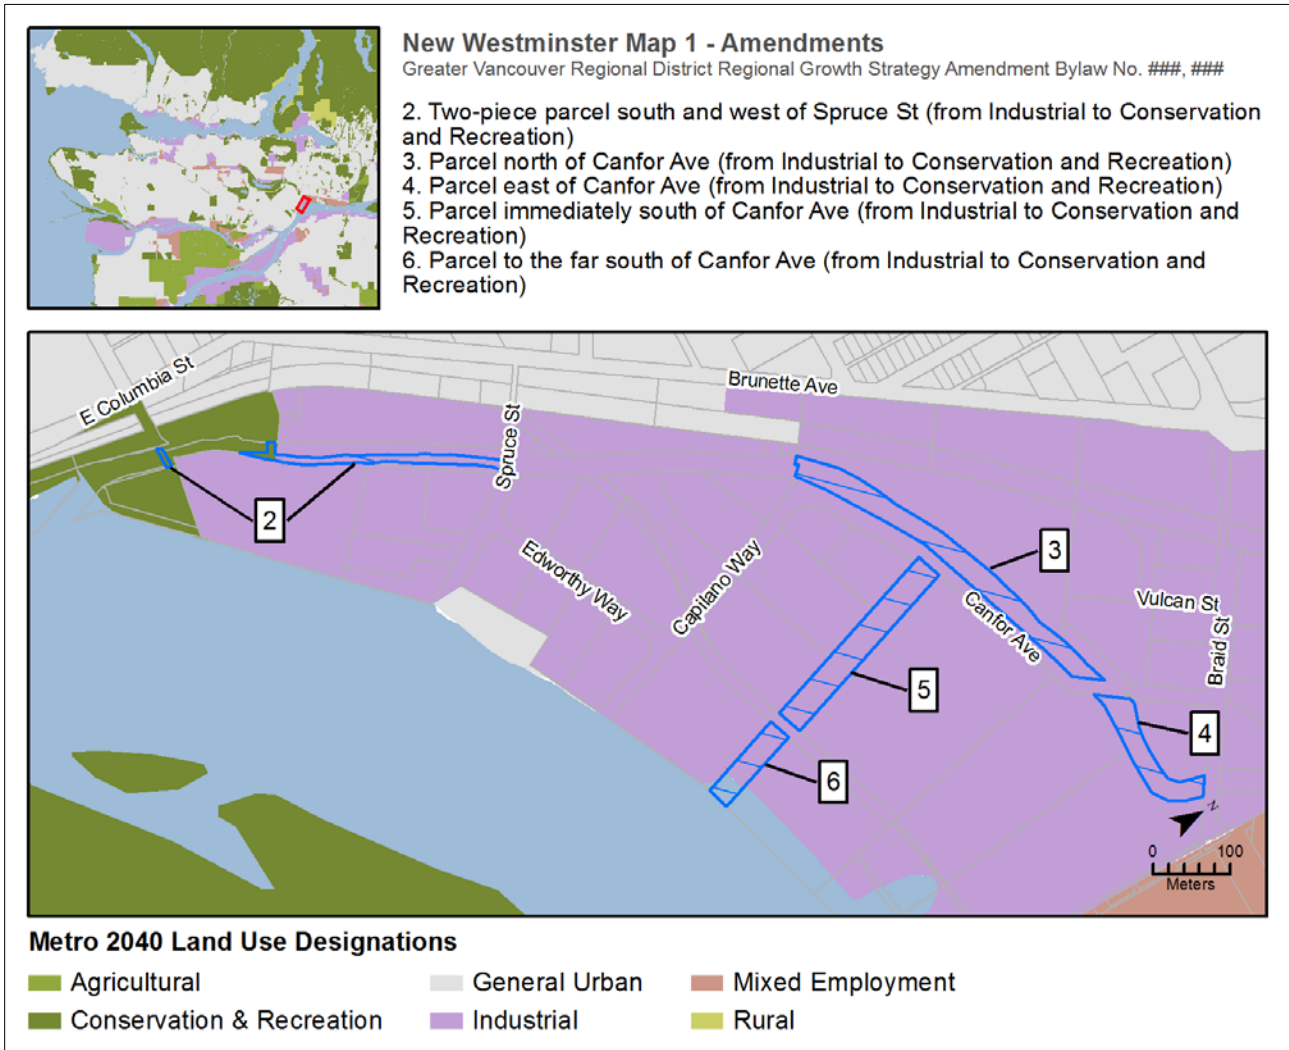 New Westminster Map 1 - Amendments
Greater Vancouver Regional District Regional Growth Strategy Amendment Bylaw No. ###, ###
2. Two-piece parcel south and west of Spruce St (from Industrial to Conservation
and Recreation)
3. Parcel north of Canfor Ave (from Industrial to Conservation and Recreation)
4. Parcel east of Canfor Ave (from Industrial to Conservation and Recreation)
5. Parcel immediately south of Canfor Ave (from Industrial to Conservation and
Recreation)
6. Parcel to the far south of Canfor Ave (from Industrial to Conservation and
Recreation)
E Columbia St
Brunette Ave
Spruce St
2
Edworthy Way
Capilano Way
3
Canfor Ave
Vulcan St
Braid St
5
4
6
N
0 100
Meters
Metro 2040 Land Use Designations
Agricultural
General Urban
Mixed Employment
Conservation & Recreation
Industrial
Rural